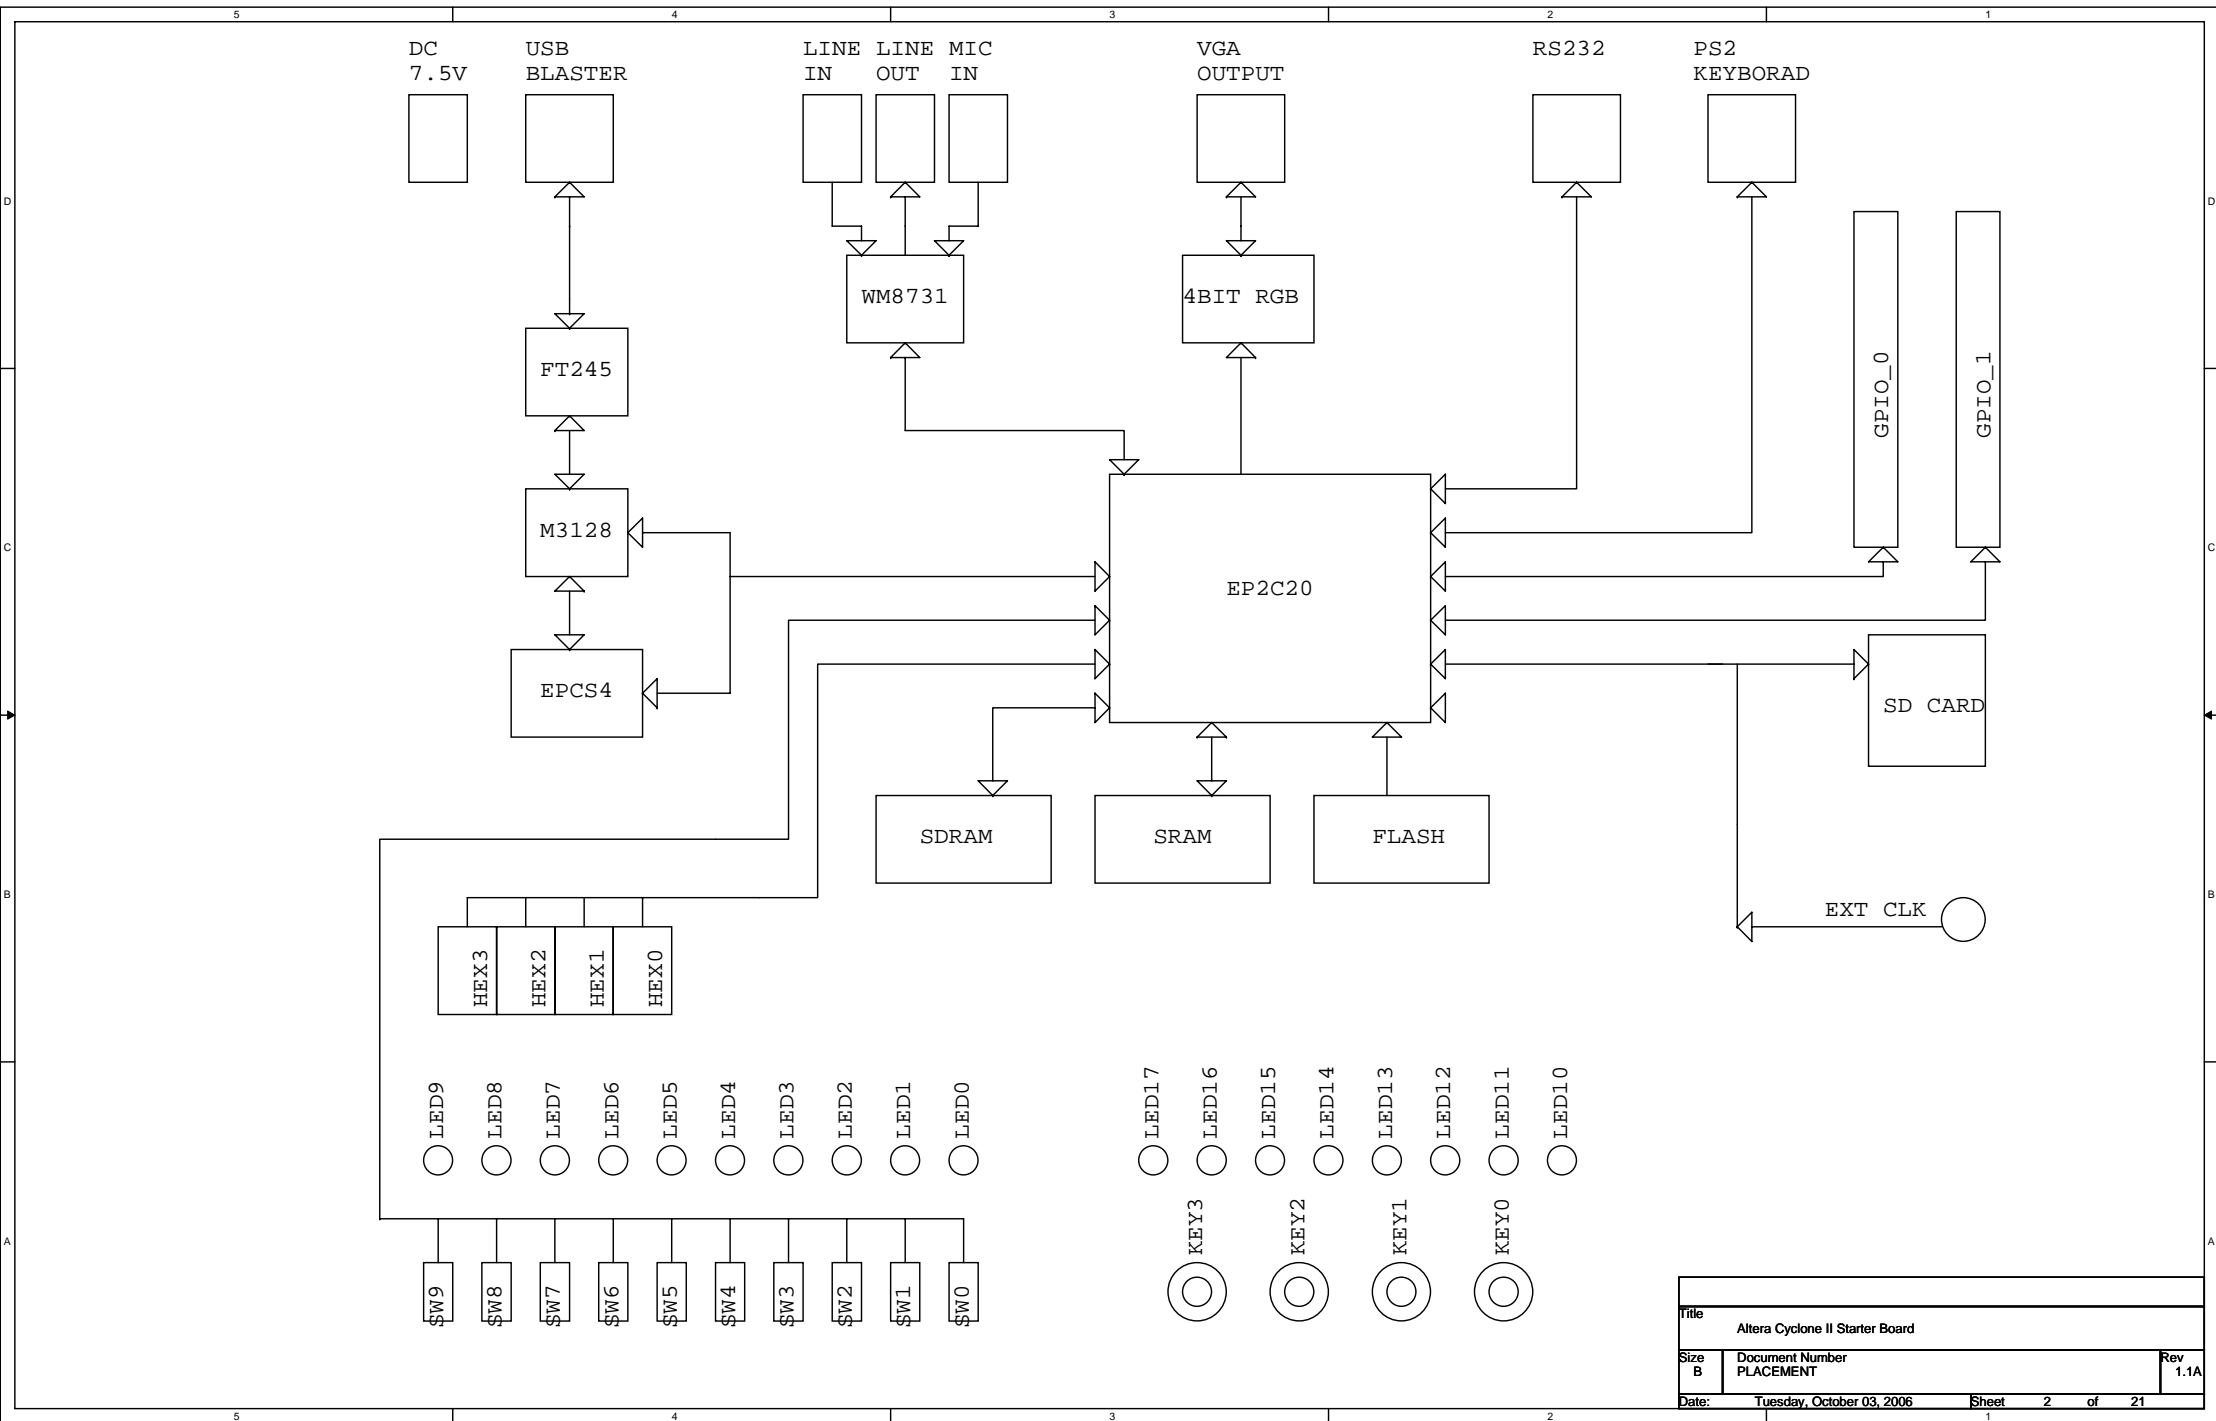 5 4 3 2 1
DC 7.5V
USB BLASTER
LINE IN
LINE OUT
MIC IN
VGA OUTPUT
RS232
PS2 KEYBORAD
D D
WM8731
4BIT RGB
FT245
GPIO_0
GPIO_1
M3128
C C
EP2C20
EPCS4
SD CARD
SDRAM
SRAM
FLASH
B B
EXT CLK
HEX3 HEX2 HEX1 HEX0
LED9 LED8 LED7 LED6 LED5 LED4 LED3 LED2 LED1 LED0
LED17 LED16 LED15 LED14 LED13 LED12 LED11 LED10
KEY3 KEY2 KEY1 KEY0
A A
SW9 SW8 SW7 SW6 SW5 SW4 SW3 SW2 SW1 SW0
Title
Altera Cyclone II Starter Board
Size Document Number Rev
B PLACEMENT 1.1A
Date: Tuesday, October 03, 2006 Sheet 2 of 21
5 4 3 2 1